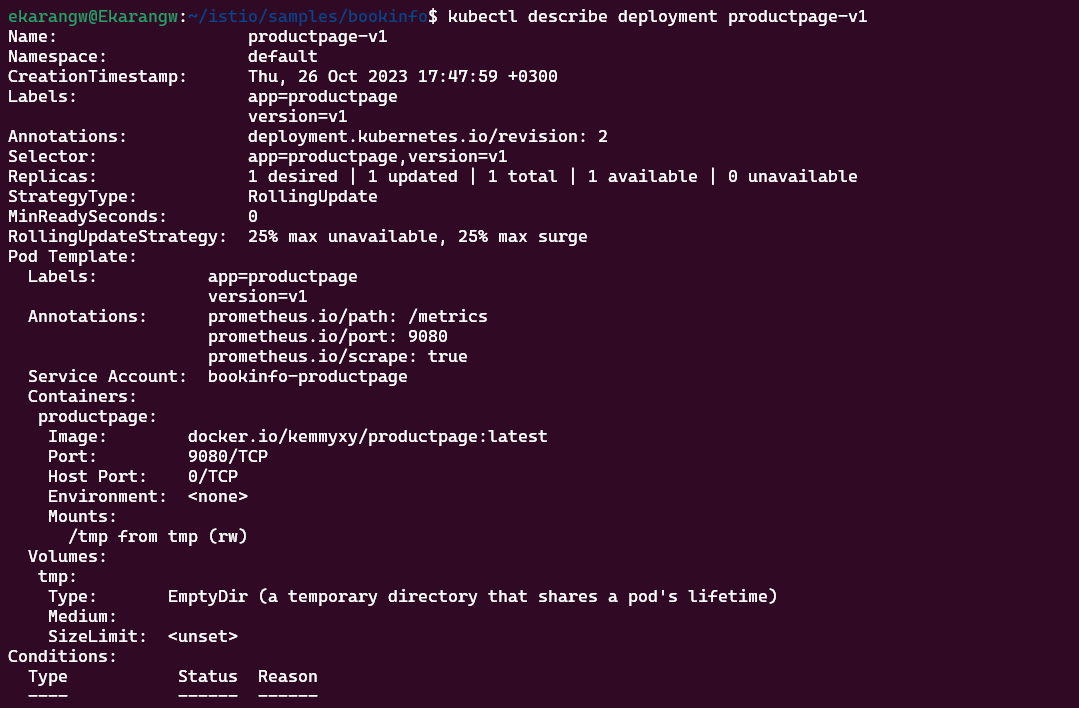 ekarangw@Ekarangw:~/istio/samples/bookinfo$ kubectl describe deployment productpage-v1
Name:                   productpage-v1
Namespace:              default
CreationTimestamp:      Thu, 26 Oct 2023 17:47:59 +0300
Labels:                 app=productpage
                        version=v1
Annotations:            deployment.kubernetes.io/revision: 2
Selector:               app=productpage,version=v1
Replicas:               1 desired | 1 updated | 1 total | 1 available | 0 unavailable
StrategyType:           RollingUpdate
MinReadySeconds:        0
RollingUpdateStrategy:  25% max unavailable, 25% max surge
Pod Template:
  Labels:           app=productpage
                    version=v1
  Annotations:      prometheus.io/path: /metrics
                    prometheus.io/port: 9080
                    prometheus.io/scrape: true
  Service Account:  bookinfo-productpage
  Containers:
   productpage:
    Image:        docker.io/kemmyxy/productpage:latest
    Port:         9080/TCP
    Host Port:    0/TCP
    Environment:  <none>
    Mounts:
      /tmp from tmp (rw)
  Volumes:
   tmp:
    Type:       EmptyDir (a temporary directory that shares a pod's lifetime)
    Medium:
    SizeLimit:  <unset>
Conditions:
  Type           Status  Reason
  ----           ------  ------